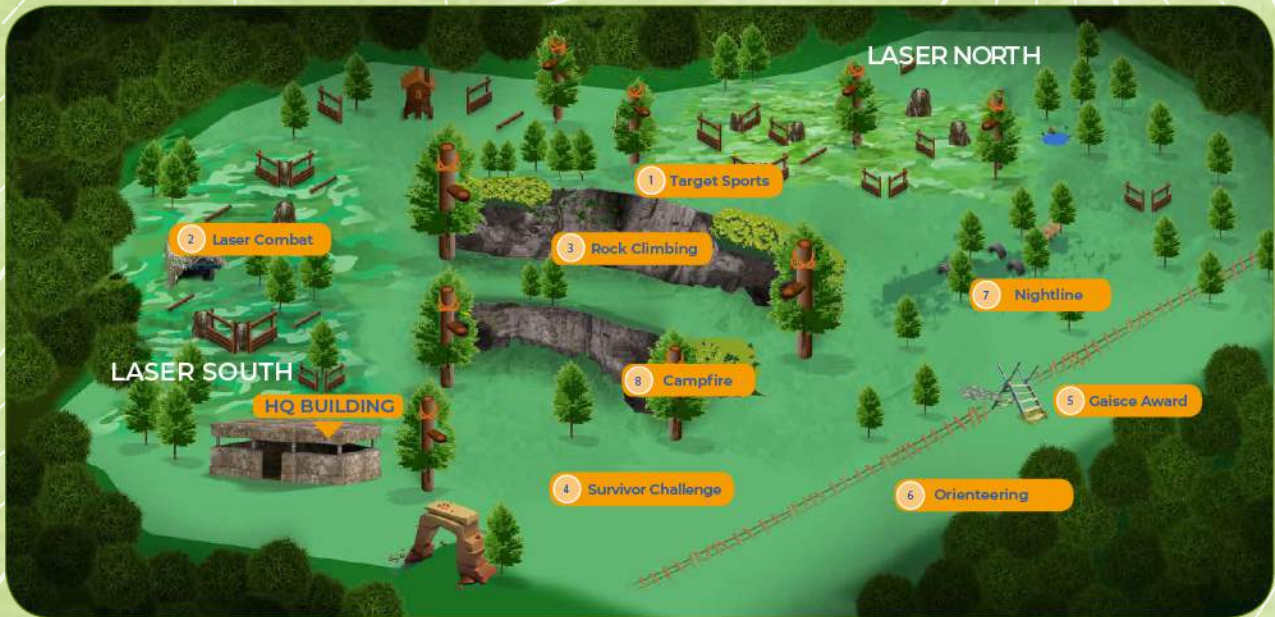 LASER NORTH
1 Target Sports
2 Laser Combat
3 Rock Climbing
7 Nightline
LASER SOUTH
8 Campfire
HQ BUILDING
5 Gaisce Award
4 Survivor Challenge
6 Orienteering